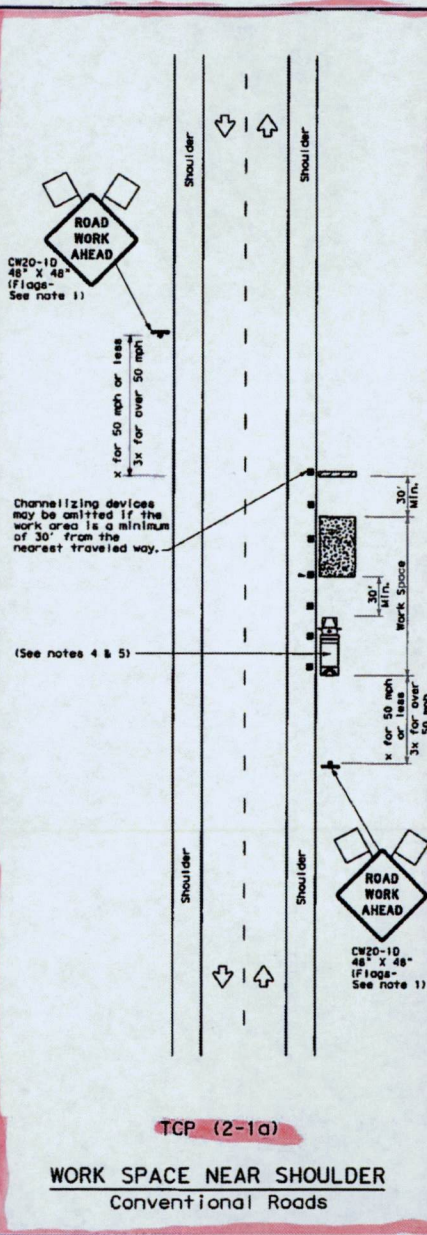 Shoulder
Shoulder
ROAD
WORK
AHEAD
CW20-1D
48" X 48"
(Flags-
See note 1)
x for 50 mph or less
3x for over 50 mph
Channelizing devices
may be omitted if the
work area is a minimum
of 30' from the
nearest traveled way.
30'
Min.
Work Space
30'
Min.
(See notes 4 & 5)
x for 50 mph
or less
3x for over
50 mph
Shoulder
Shoulder
ROAD
WORK
AHEAD
CW20-1D
48" X 48"
(Flags-
See note 1)
TCP (2-1a)
WORK SPACE NEAR SHOULDER
Conventional Roads